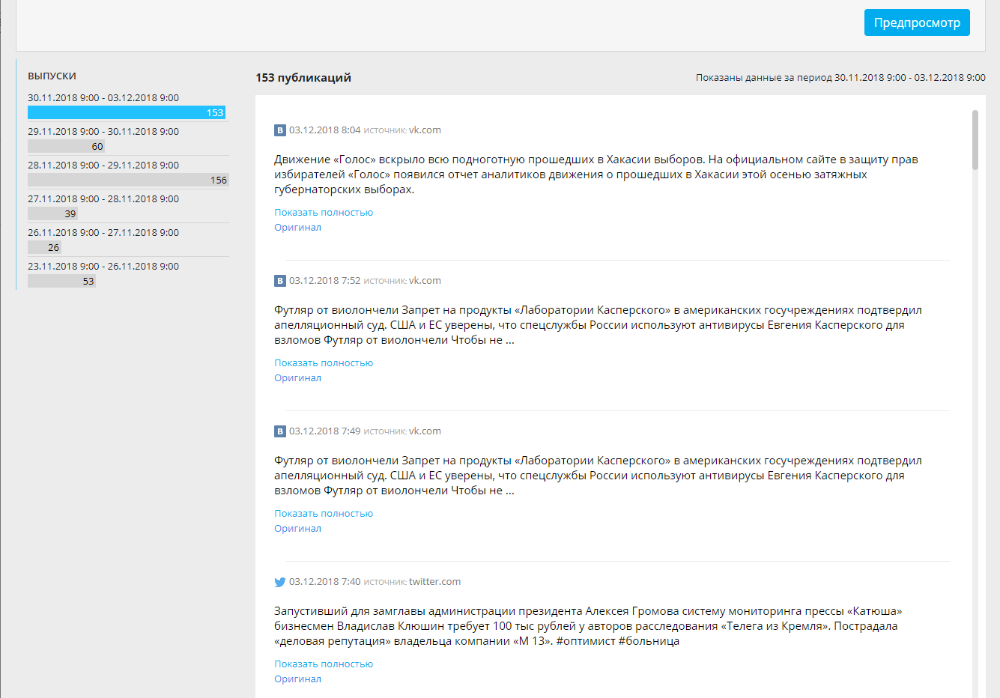 Предпросмотр
ВЫПУСКИ
30.11.2018 9:00 - 03.12.2018 9:00
153
29.11.2018 9:00 - 30.11.2018 9:00
60
28.11.2018 9:00 - 29.11.2018 9:00
156
27.11.2018 9:00 - 28.11.2018 9:00
39
26.11.2018 9:00 - 27.11.2018 9:00
26
23.11.2018 9:00 - 26.11.2018 9:00
53
153 публикаций
Показаны данные за период 30.11.2018 9:00 - 03.12.2018 9:00
B 03.12.2018 8:04 источник: vk.com
Движение «Голос» вскрыло всю подноготную прошедших в Хакасии выборов. На официальном сайте в защиту прав
избирателей «Голос» появился отчет аналитиков движения о прошедших в Хакасии этой осенью затяжных
губернаторских выборах.
Показать полностью
Оригинал
B 03.12.2018 7:52 источник: vk.com
Футляр от виолончели Запрет на продукты «Лаборатории Касперского» в американских госучреждениях подтвердил
апелляционный суд. США и ЕС уверены, что спецслужбы России используют антивирусы Евгения Касперского для
взломов Футляр от виолончели Чтобы не ...
Показать полностью
Оригинал
B 03.12.2018 7:49 источник: vk.com
Футляр от виолончели Запрет на продукты «Лаборатории Касперского» в американских госучреждениях подтвердил
апелляционный суд. США и ЕС уверены, что спецслужбы России используют антивирусы Евгения Касперского для
взломов Футляр от виолончели Чтобы не ...
Показать полностью
Оригинал
03.12.2018 7:40 источник: twitter.com
Запустивший для замглавы администрации президента Алексея Громова систему мониторинга прессы «Катюша»
бизнесмен Владислав Клюшин требует 100 тыс рублей у авторов расследования «Телега из Кремля». Пострадала
«деловая репутация» владельца компании «М 13». #оптимист #больница
Показать полностью
Оригинал